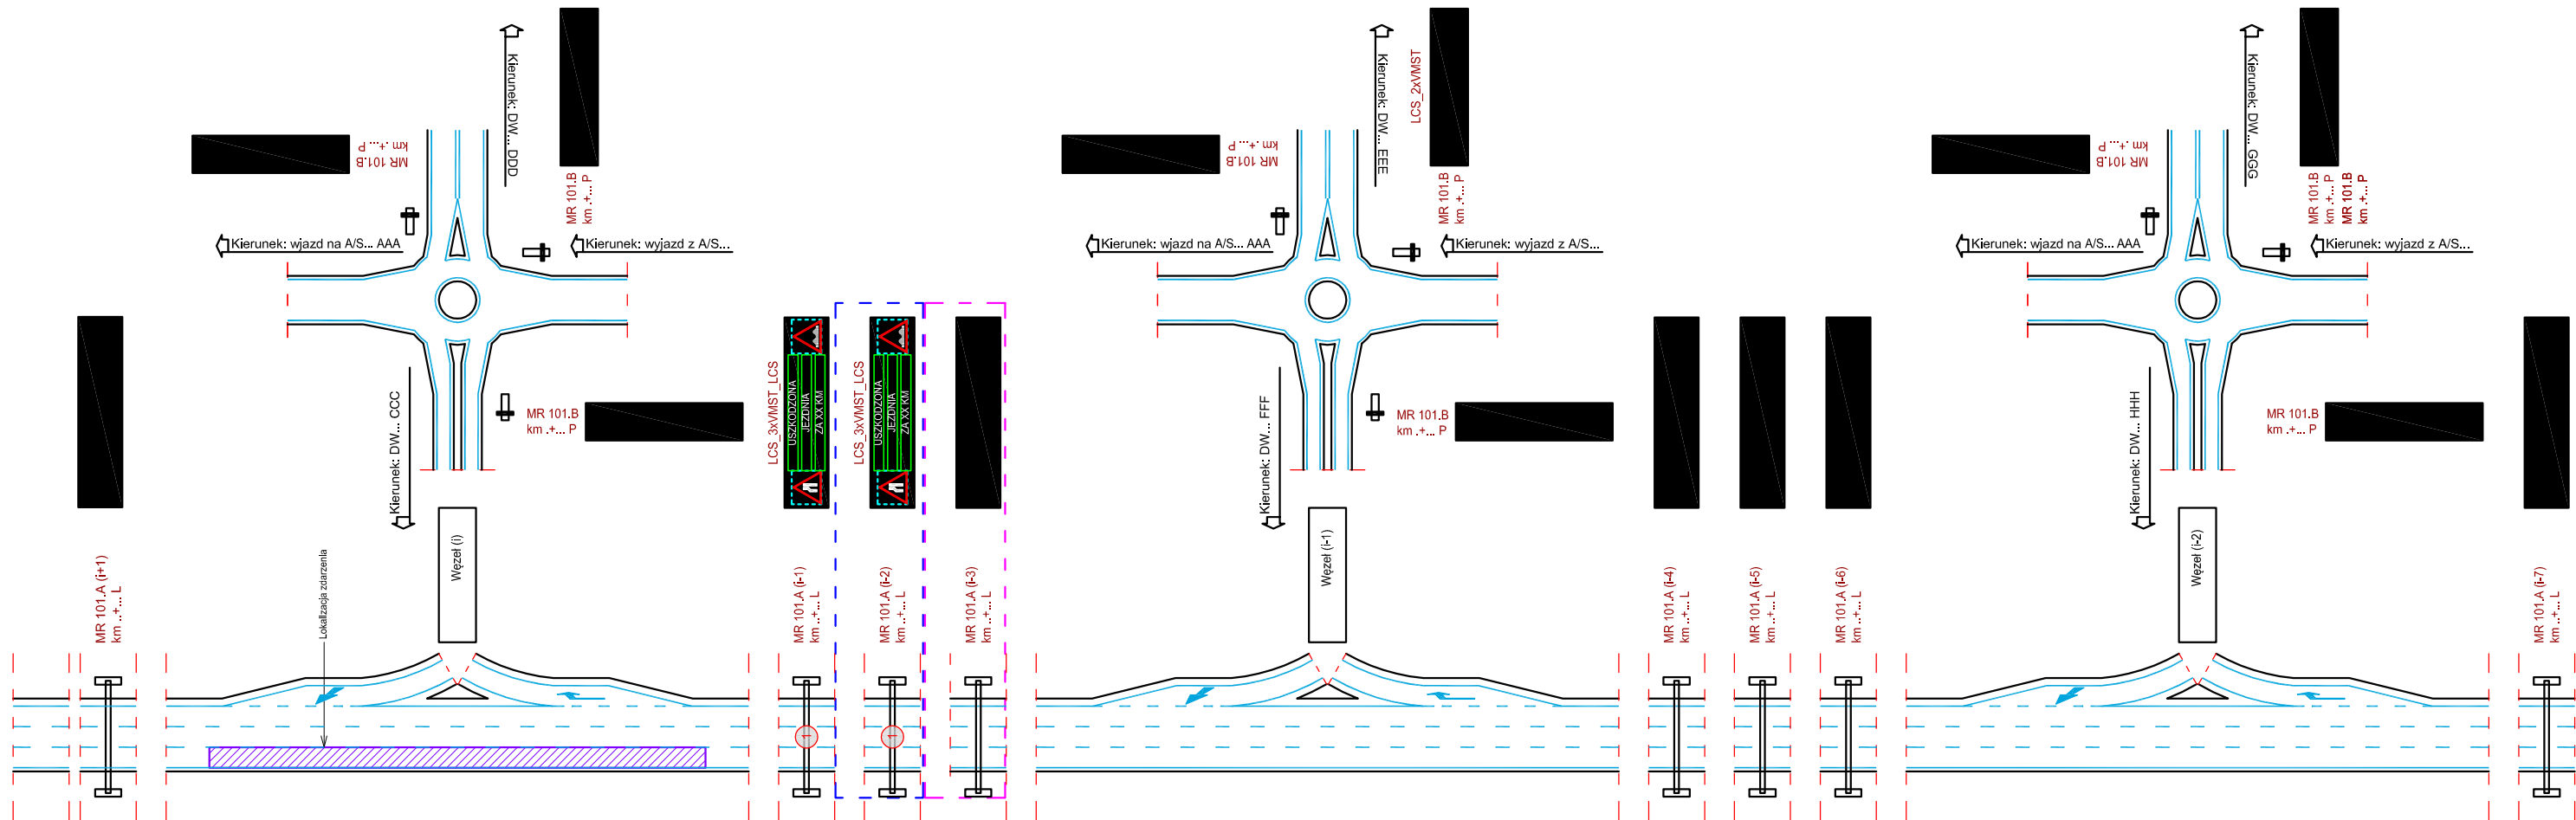 Kierunek: DW... DDD
MR 101.B
km .+... P
MR 101.B
km .+... P
Kierunek: wjazd na A/S... AAA
Kierunek: wyjazd z A/S...
Kierunek: DW... CCC
MR 101.B
km .+... P
Węzeł (i)
Lokalizacja zdarzenia
MR 101.A (i+1)
km ..+... L
LCS_3xVMST_LCS
USZKODZONA
JEZDNIA
ZA XX KM
MR 101.A (i-1)
km ..+... L
1
LCS_3xVMST_LCS
USZKODZONA
JEZDNIA
ZA XX KM
MR 101.A (i-2)
km ..+... L
1
MR 101.A (i-3)
km ..+... L
Kierunek: DW... EEE
LCS_2xVMST
MR 101.B
km .+... P
MR 101.B
km .+... P
Kierunek: wjazd na A/S... AAA
Kierunek: wyjazd z A/S...
Kierunek: DW... FFF
MR 101.B
km .+... P
Węzeł (i-1)
MR 101.A (i-4)
km ..+... L
MR 101.A (i-5)
km ..+... L
MR 101.A (i-6)
km ..+... L
Kierunek: DW... GGG
MR 101.B
km .+... P
MR 101.B
km .+... P
MR 101.B
km .+... P
Kierunek: wjazd na A/S... AAA
Kierunek: wyjazd z A/S...
Kierunek: DW... HHH
MR 101.B
km .+... P
Węzeł (i-2)
MR 101.A (i-7)
km ..+... L